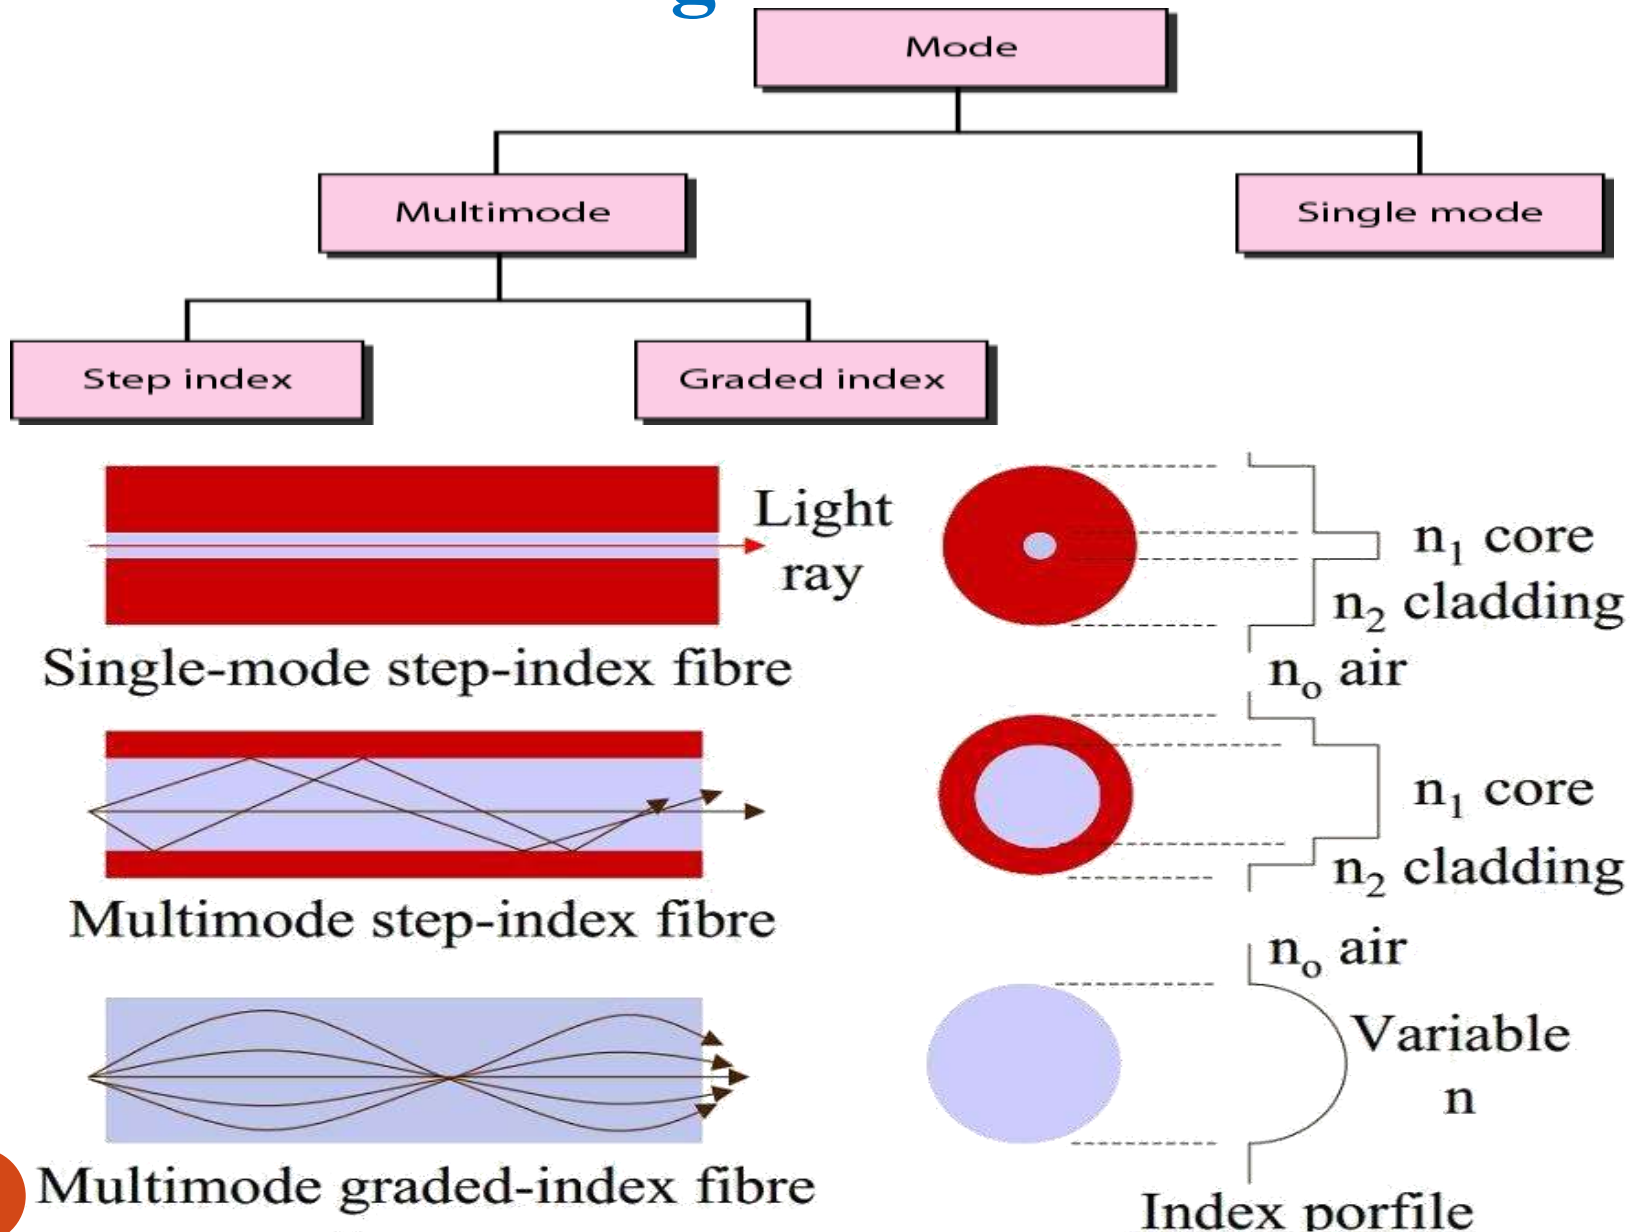 Mode
Multimode
Single mode
Step index
Graded index
Light
ray
n1 core
n2 cladding
Single-mode step-index fibre
no air
n1 core
n2 cladding
Multimode step-index fibre
no air
Variable
n
Multimode graded-index fibre
Index porfile